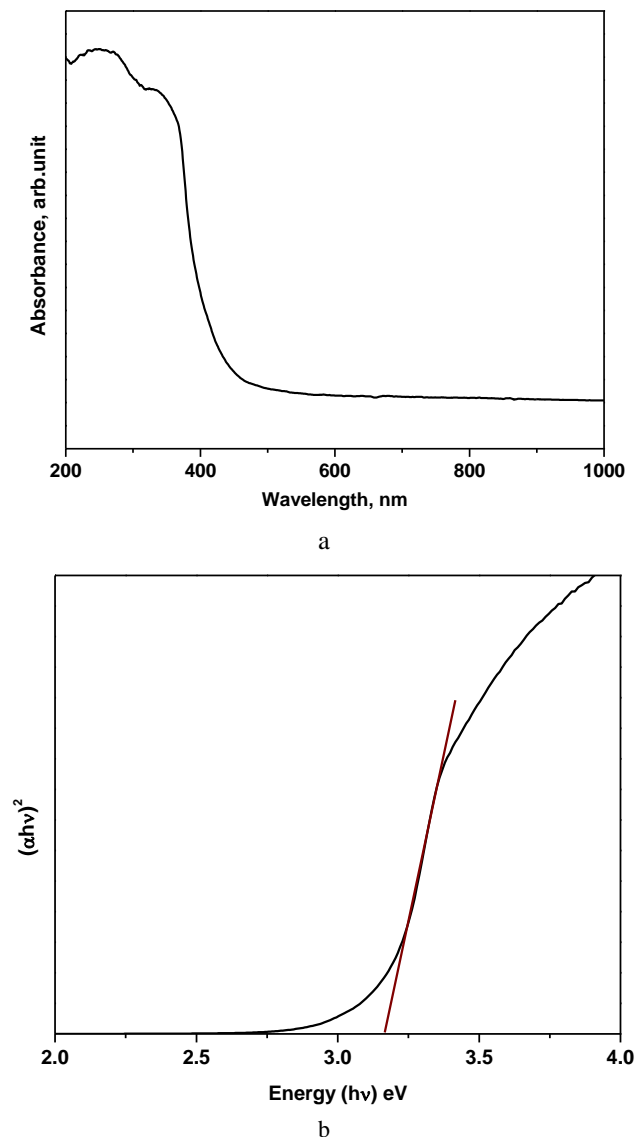 Absorbance, arb.unit
200 400 600 800 1000
Wavelength, nm
a
(αhν)²
2.0 2.5 3.0 3.5 4.0
Energy (hν) eV
b